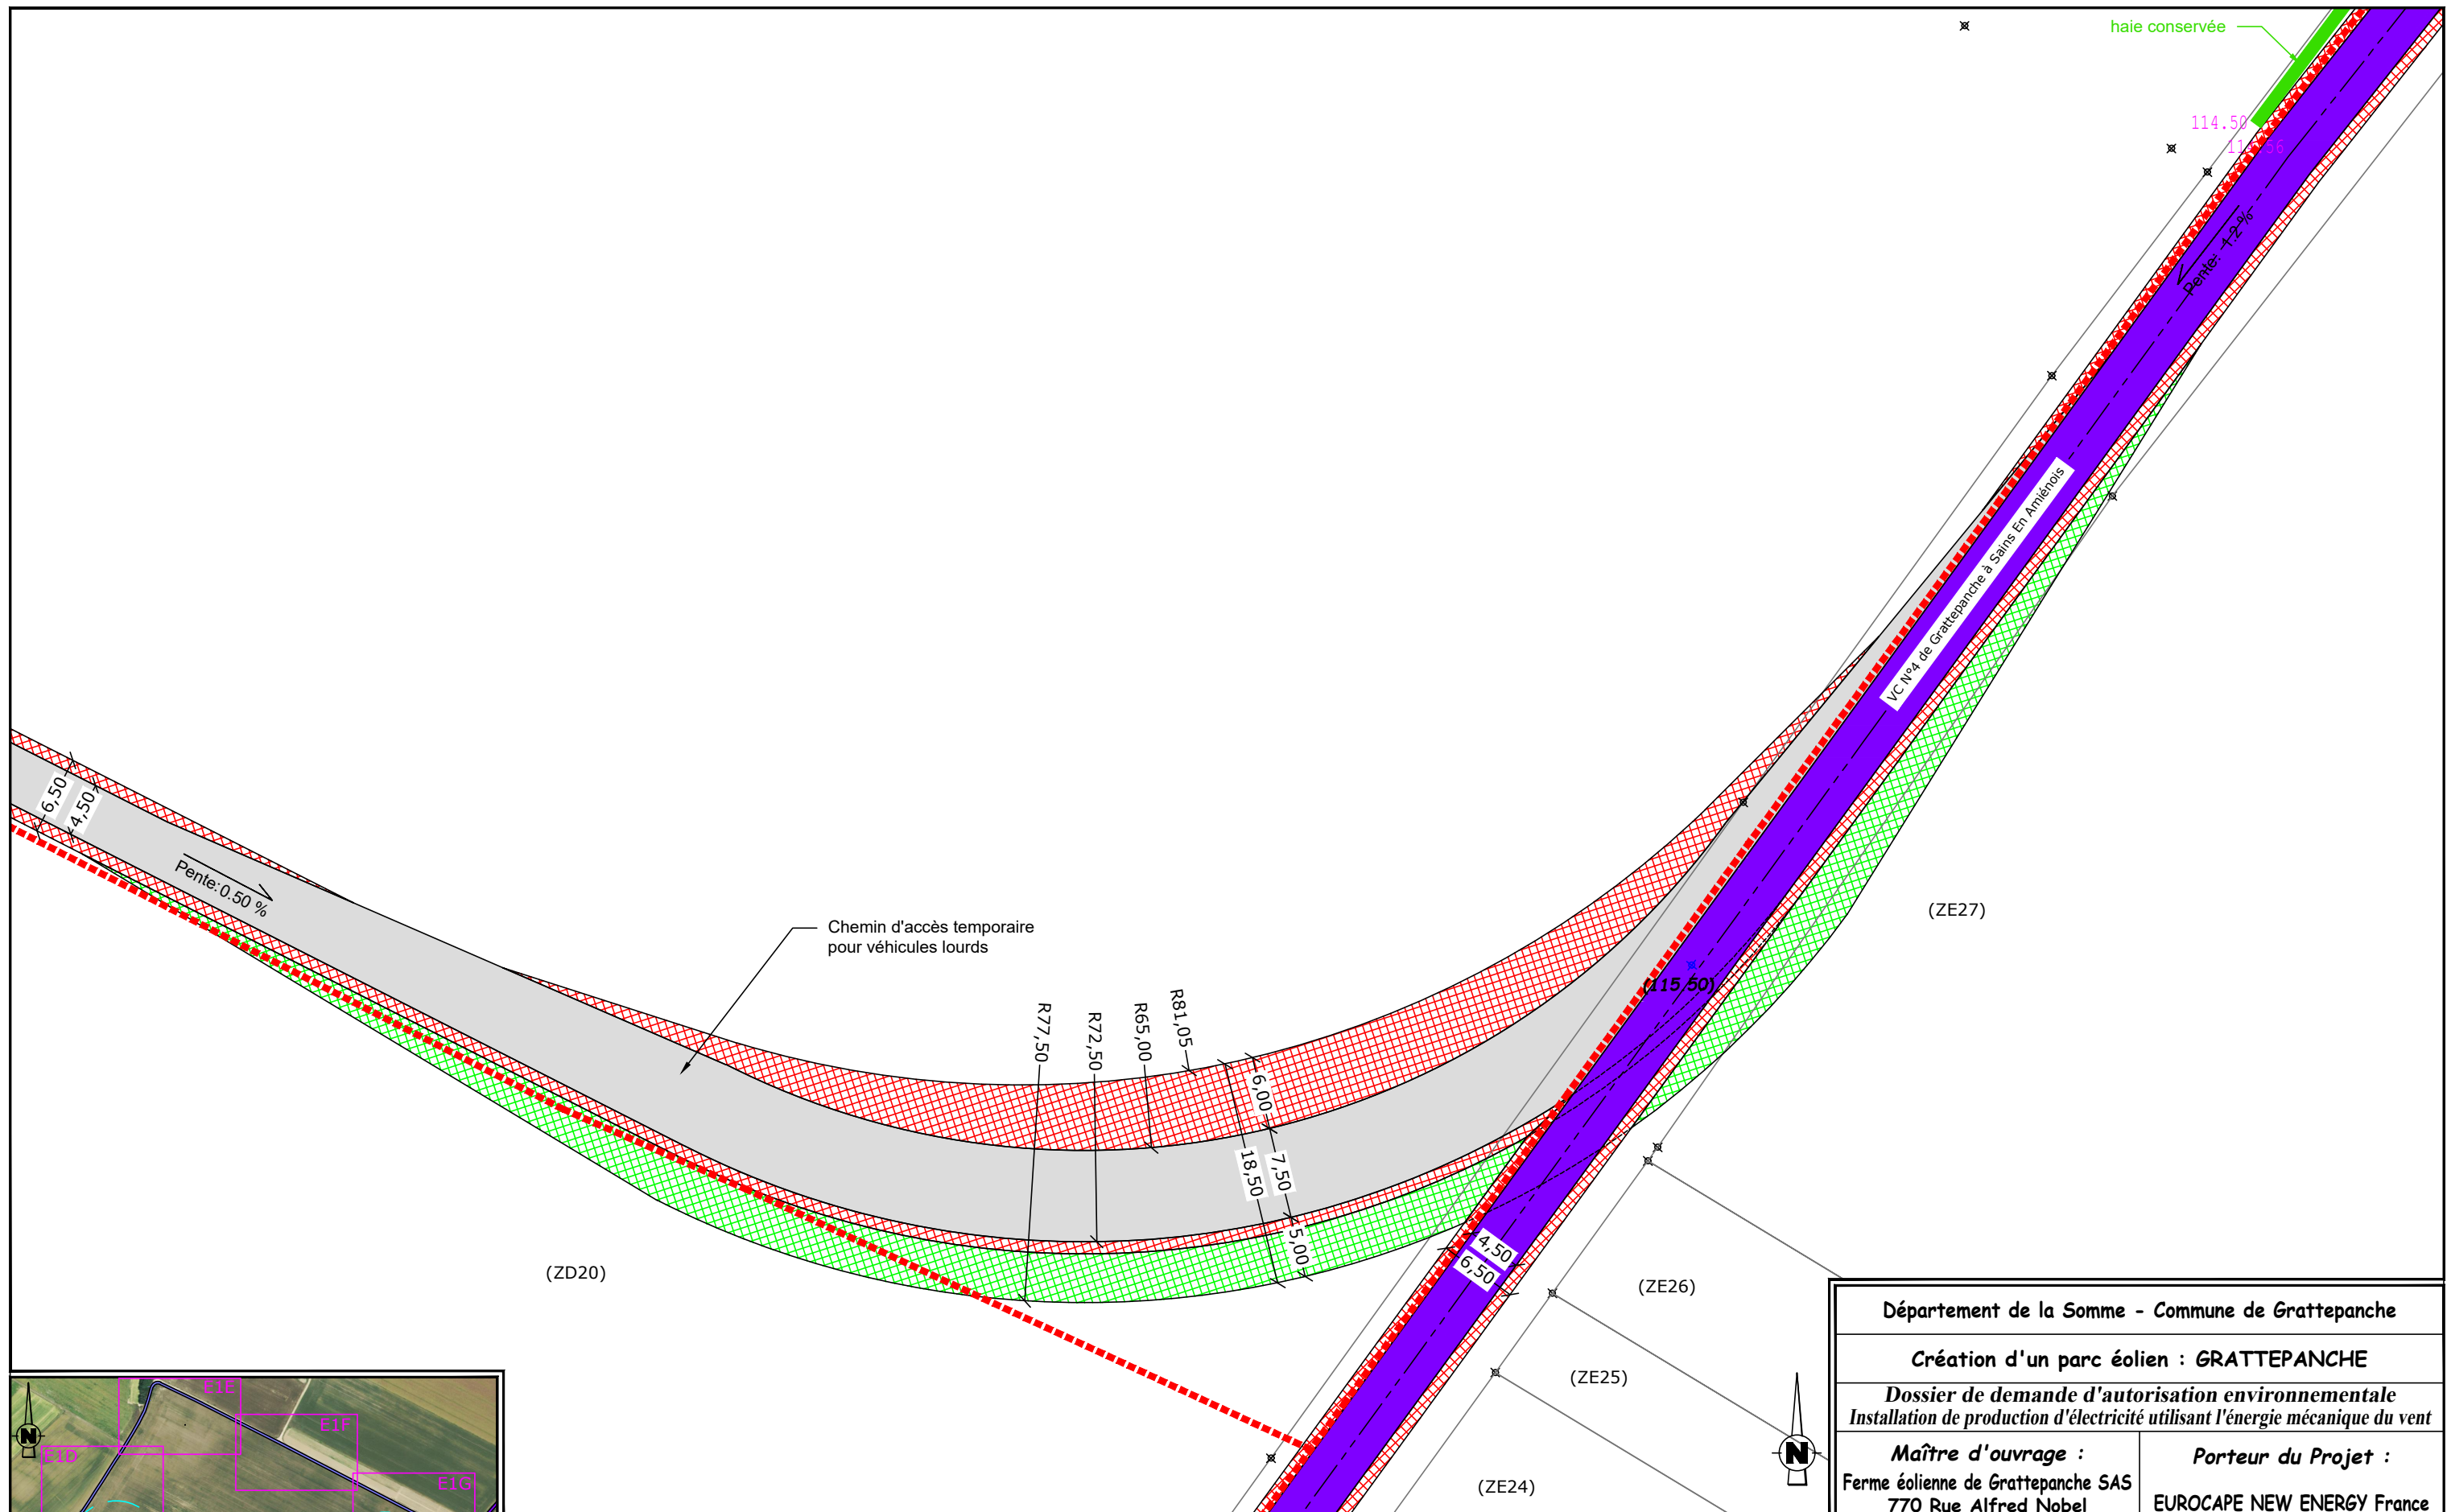 haie conservée
114.50
Pente: 1.2 %
VC N°4 de Grattepanche à Sains En Amiénois
6,50
4,50
Pente: 0.50 %
Chemin d'accès temporaire
pour véhicules lourds
(ZE27)
(115.50)
R77,50
R72,50
R65,00
R81,05
6,00
18,50
7,50
5,00
4,50
6,50
(ZD20)
(ZE26)
(ZE25)
(ZE24)
N
E1E
E1F
E1D
E1G
N
Département de la Somme - Commune de Grattepanche
Création d'un parc éolien : GRATTEPANCHE
Dossier de demande d'autorisation environnementale
Installation de production d'électricité utilisant l'énergie mécanique du vent
Maître d'ouvrage :
Ferme éolienne de Grattepanche SAS
770 Rue Alfred Nobel
Porteur du Projet :
EUROCAPE NEW ENERGY France